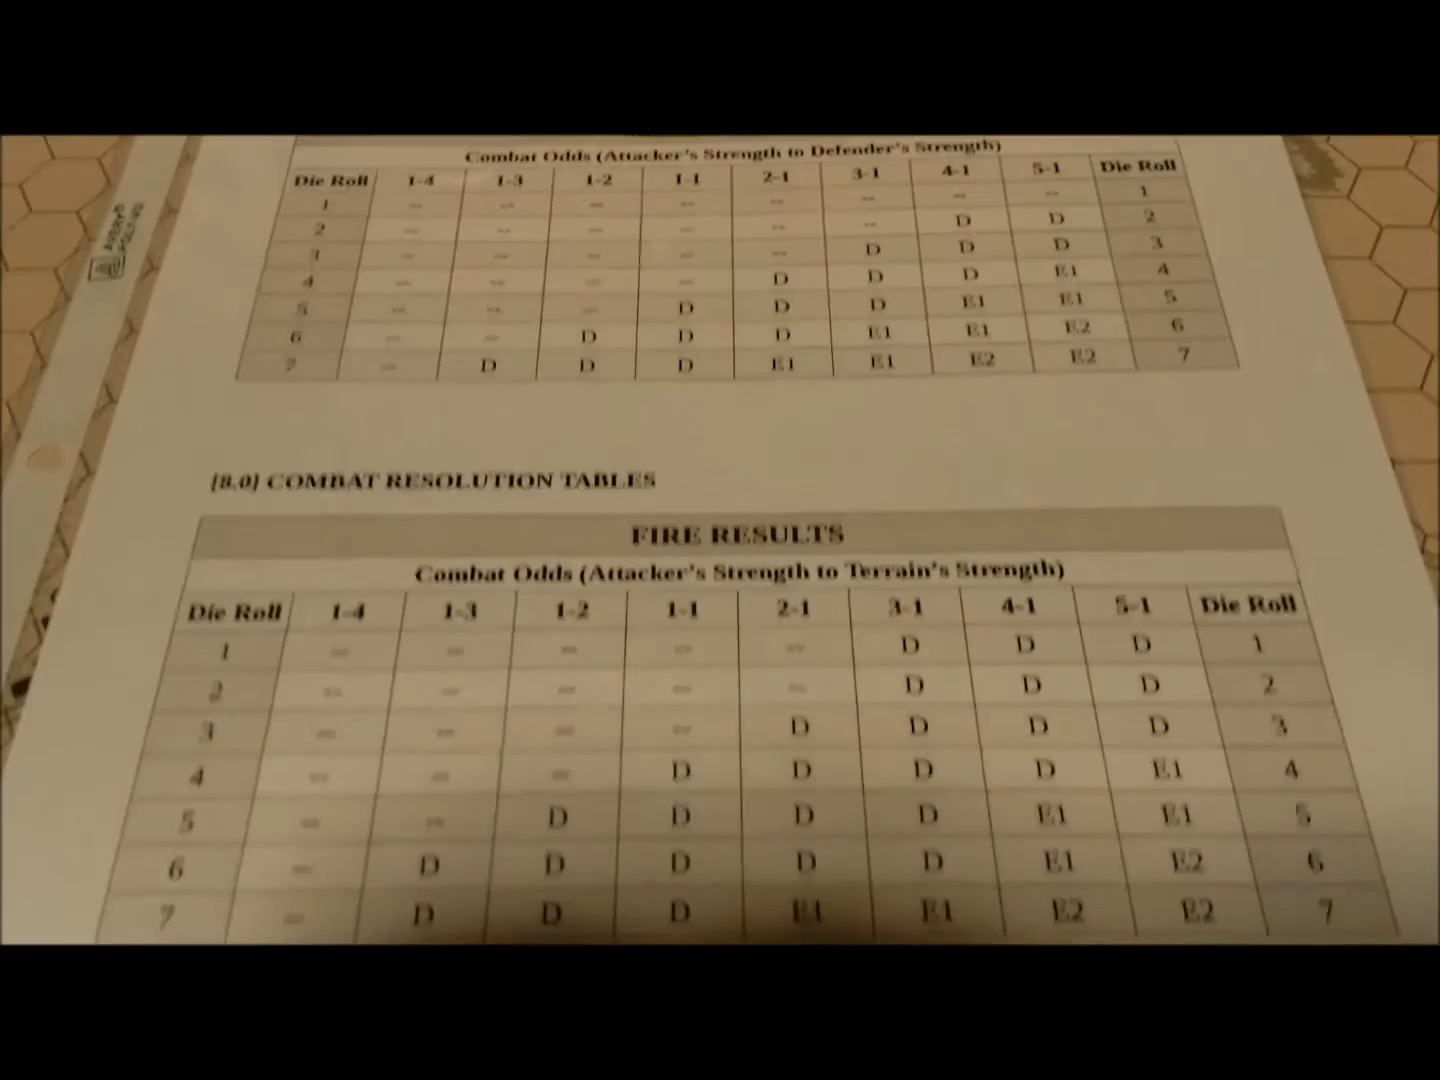 Combat Odds (Attacker's Strength to Defender's Strength)
Die Roll 1-4 1-3 1-2 1-1 2-1 3-1 4-1 5-1 Die Roll
1 -- -- -- -- -- -- -- -- 1
2 -- -- -- -- -- -- D D 2
3 -- -- -- -- -- D D D 3
4 -- -- -- -- D D D E1 4
5 -- -- -- D D D E1 E1 5
6 -- -- D D D E1 E1 E2 6
7 -- D D D E1 E1 E2 E2 7
[8.0] COMBAT RESOLUTION TABLES
FIRE RESULTS
Combat Odds (Attacker's Strength to Terrain's Strength)
Die Roll 1-4 1-3 1-2 1-1 2-1 3-1 4-1 5-1 Die Roll
1 -- -- -- -- -- D D D 1
2 -- -- -- -- -- D D D 2
3 -- -- -- -- D D D D 3
4 -- -- -- D D D D E1 4
5 -- -- D D D D E1 E1 5
6 -- D D D D D E1 E2 6
7 -- D D D E1 E1 E2 E2 7